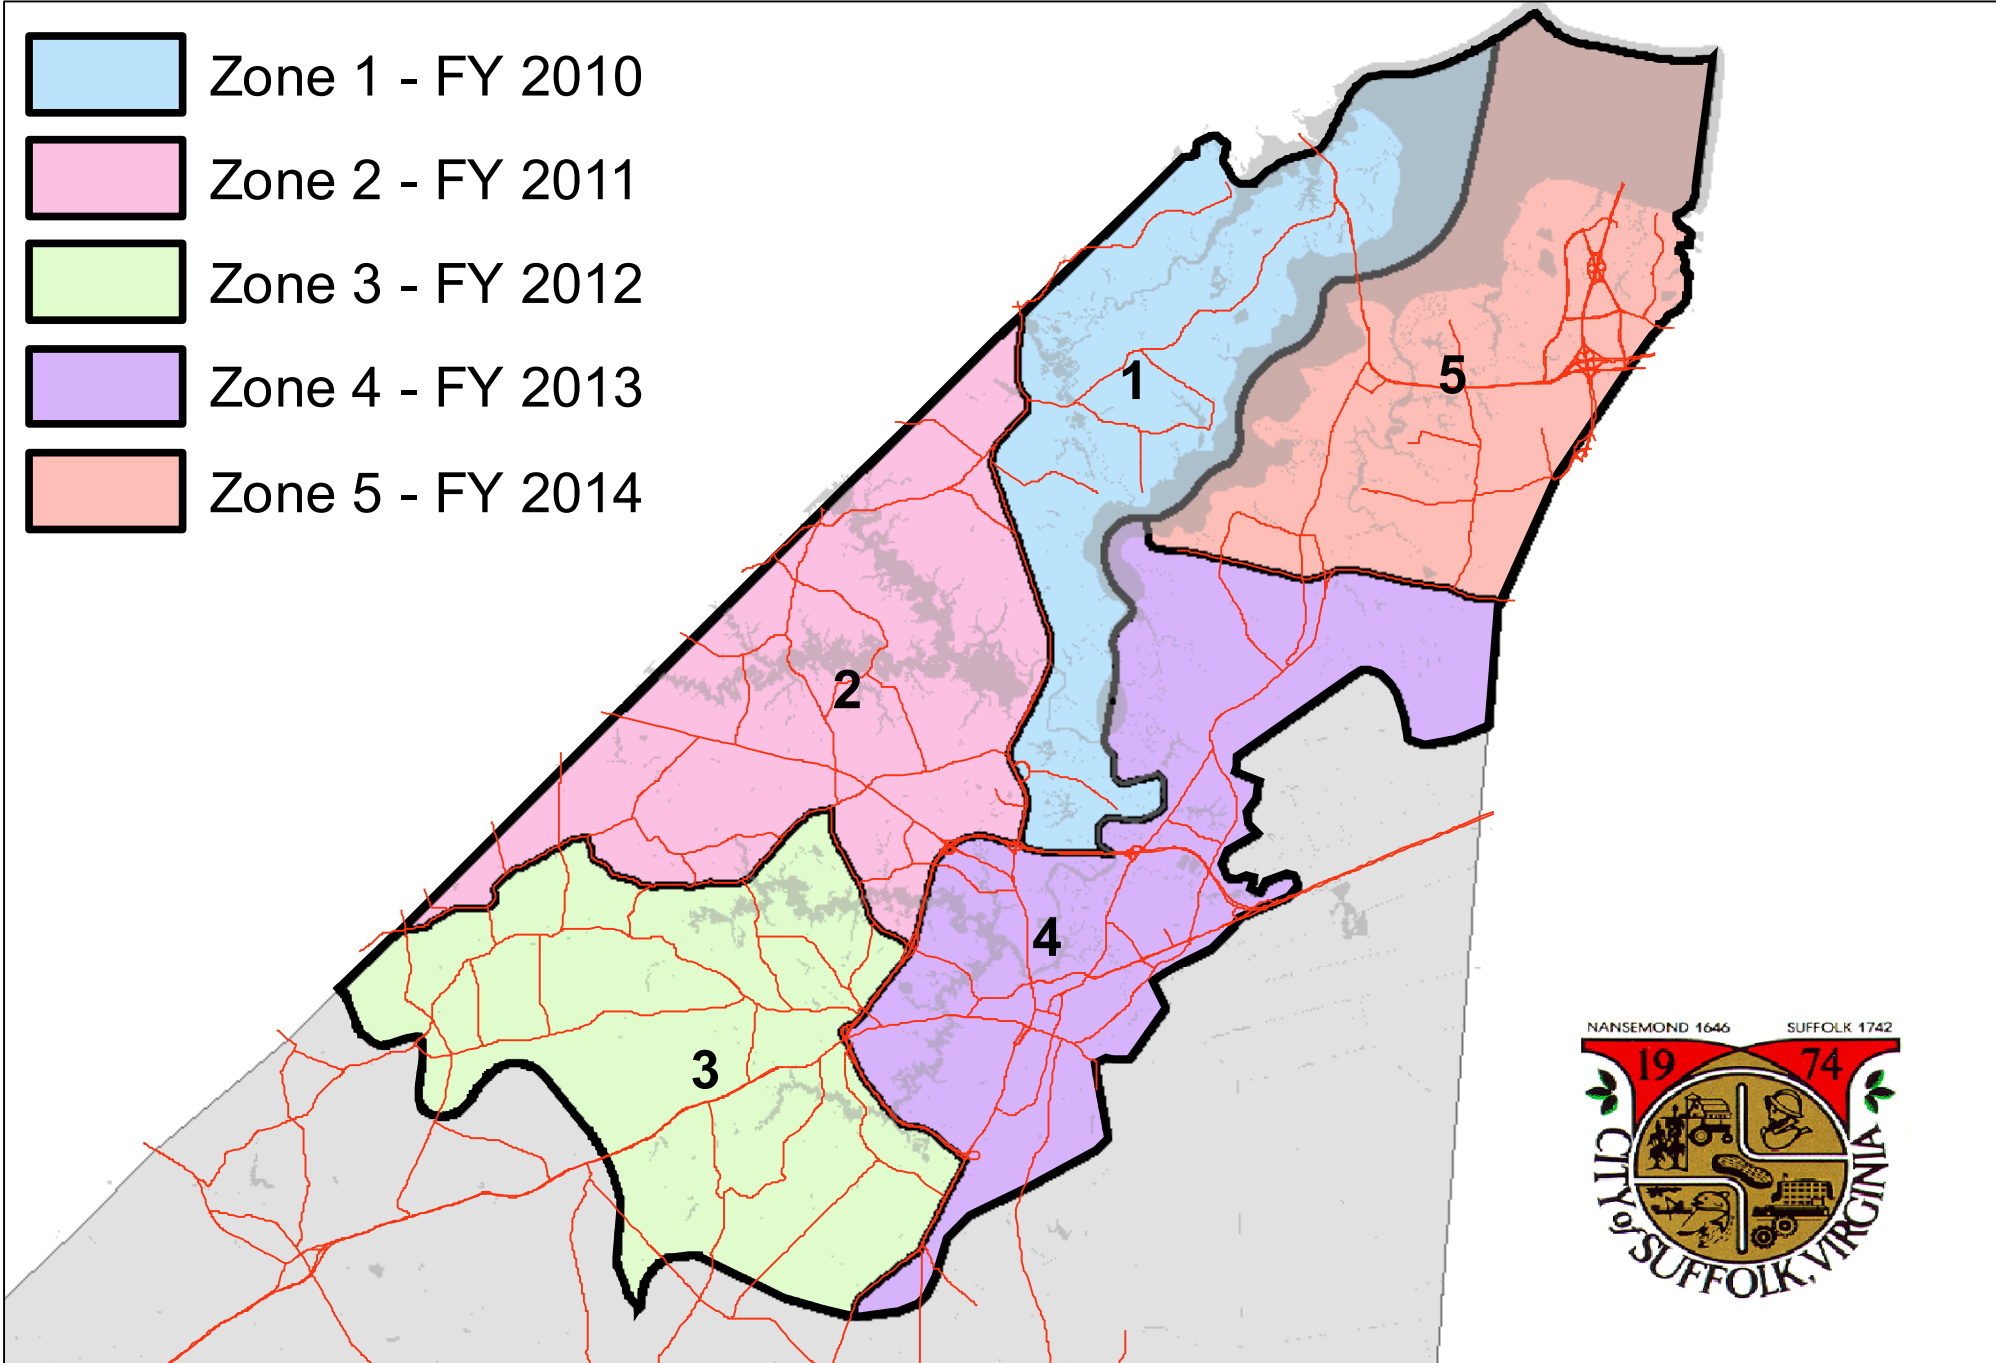 Zone 1 - FY 2010
Zone 2 - FY 2011
Zone 3 - FY 2012
Zone 4 - FY 2013
Zone 5 - FY 2014
1
5
2
4
3
NANSEMOND 1646 SUFFOLK 1742
19 74
CITY of SUFFOLK, VIRGINIA